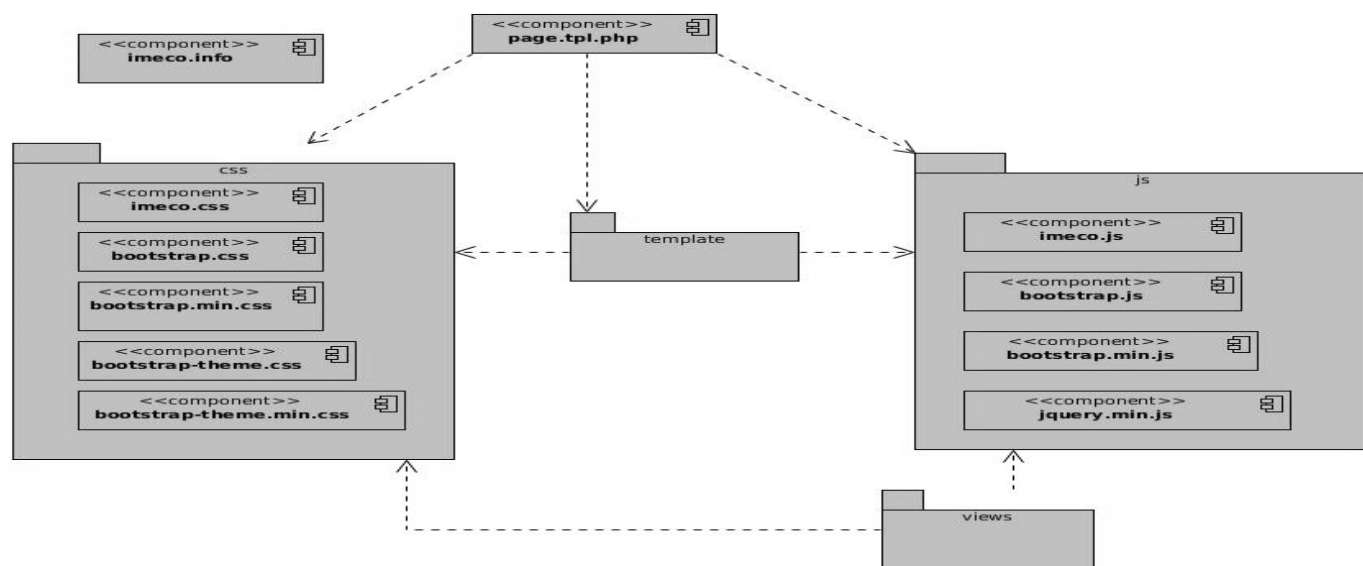 <<component>>
imeco.info
<<component>>
page.tpl.php
css
<<component>>
imeco.css
<<component>>
bootstrap.css
<<component>>
bootstrap.min.css
<<component>>
bootstrap-theme.css
<<component>>
bootstrap-theme.min.css
template
js
<<component>>
imeco.js
<<component>>
bootstrap.js
<<component>>
bootstrap.min.js
<<component>>
jquery.min.js
views